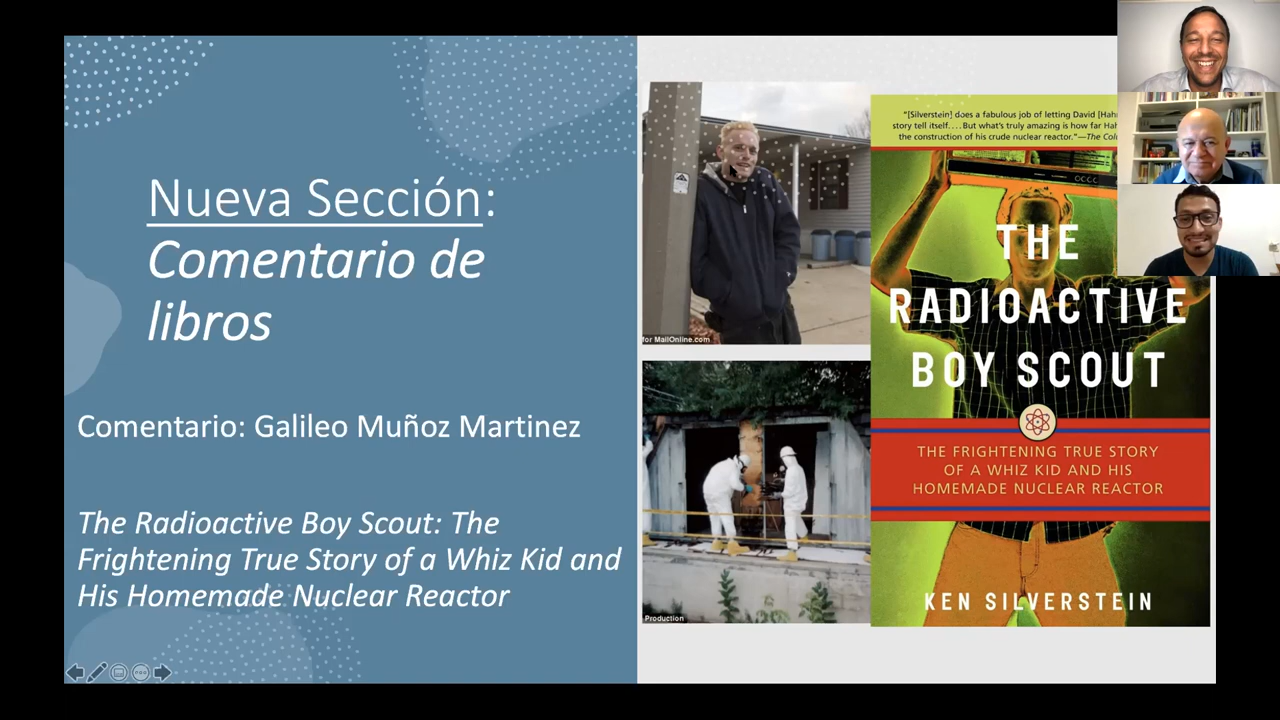 Nueva Sección:
Comentario de
libros
Comentario: Galileo Muñoz Martinez
The Radioactive Boy Scout: The
Frightening True Story of a Whiz Kid and
His Homemade Nuclear Reactor
for MailOnline.com
Production
“[Silverstein] does a fabulous job of letting David [Hah
story tell itself.... But what’s truly amazing is how far Hah
the construction of his crude nuclear reactor.”—The Col
THE
RADIOACTIVE
BOY SCOUT
THE FRIGHTENING TRUE STORY
OF A WHIZ KID AND HIS
HOMEMADE NUCLEAR REACTOR
KEN SILVERSTEIN